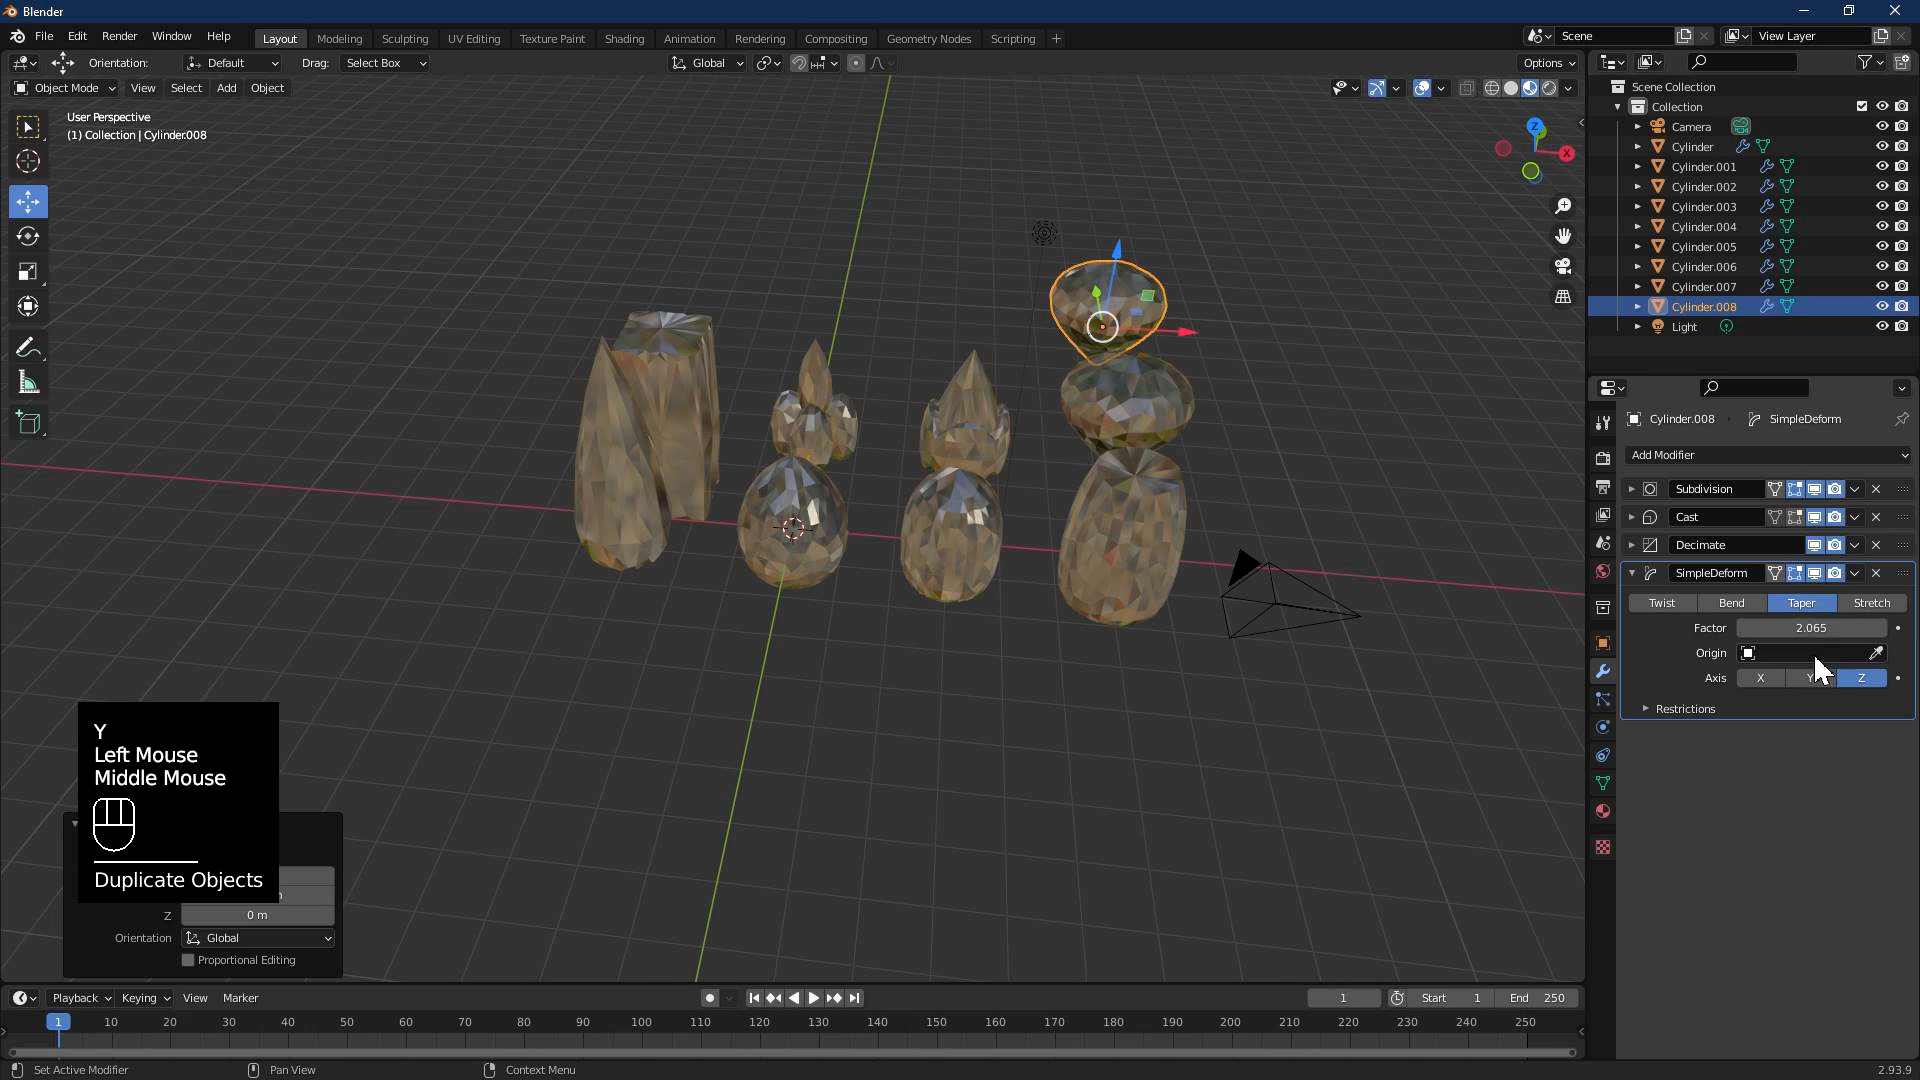 Blender
File Edit Render Window Help
Layout Modeling Sculpting UV Editing Texture Paint Shading Animation Rendering Compositing Geometry Nodes Scripting +
Scene
View Layer
Orientation: Default Drag: Select Box
Global
Options
Object Mode View Select Add Object
User Perspective
(1) Collection | Cylinder.008
Z
X
Scene Collection
Collection
Camera
Cylinder
Cylinder.001
Cylinder.002
Cylinder.003
Cylinder.004
Cylinder.005
Cylinder.006
Cylinder.007
Cylinder.008
Light
Cylinder.008 SimpleDeform
Add Modifier
Subdivision
Cast
Decimate
SimpleDeform
Twist Bend Taper Stretch
Factor 2.065
Origin
Axis X Y Z
Restrictions
Y
Left Mouse
Middle Mouse
Duplicate Objects
Z 0 m
Orientation Global
Proportional Editing
Playback Keying View Marker
1 Start 1 End 250
1 10 20 30 40 50 60 70 80 90 100 110 120 130 140 150 160 170 180 190 200 210 220 230 240 250
Set Active Modifier Pan View Context Menu 2.93.9